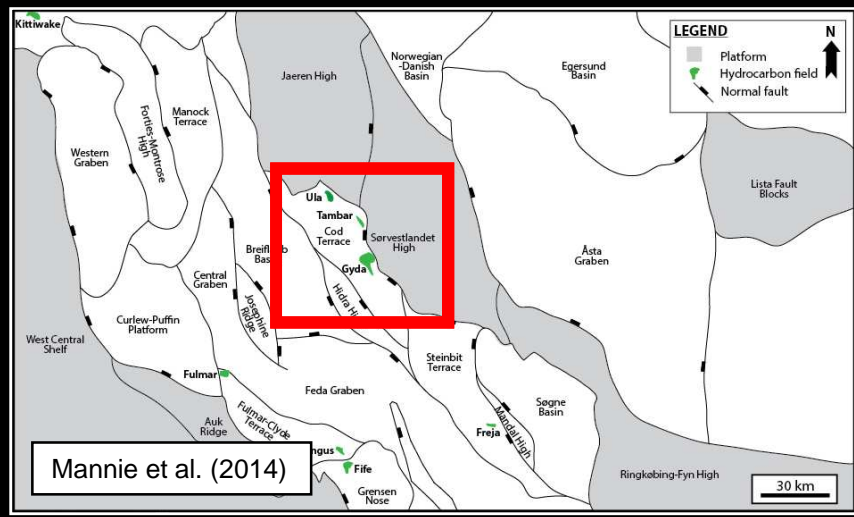 Kittiwake
LEGEND
N
Platform
Hydrocarbon field
Normal fault
Norwegian
-Danish
Basin
Egersund
Basin
Jaeren High
Manock
Terrace
Forties-Montrose
High
Western
Graben
Lista Fault
Blocks
Ula
Tambar
Cod
Terrace
Sørvestlandet
High
Åsta
Graben
Gyda
Central
Graben
Josephine
Ridge
Curlew-Puffin
Platform
West Central
Shelf
Steinbit
Terrace
Fulmar
Feda Graben
Søgne
Basin
Mandal High
Auk
Ridge
Fulmar-Clyde
Terrace
Freja
Fife
Grensen
Nose
Ringkøbing-Fyn High
30 km
Mannie et al. (2014)